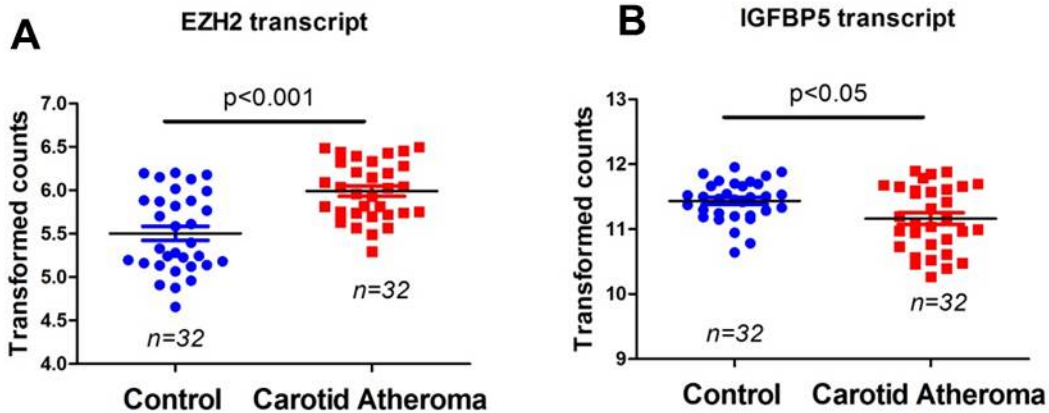 A
EZH2 transcript
Transformed counts
7.0
6.5
6.0
5.5
5.0
4.5
4.0
p<0.001
n=32
n=32
Control
Carotid Atheroma
B
IGFBP5 transcript
Transformed counts
13
12
11
10
9
p<0.05
n=32
n=32
Control
Carotid Atheroma